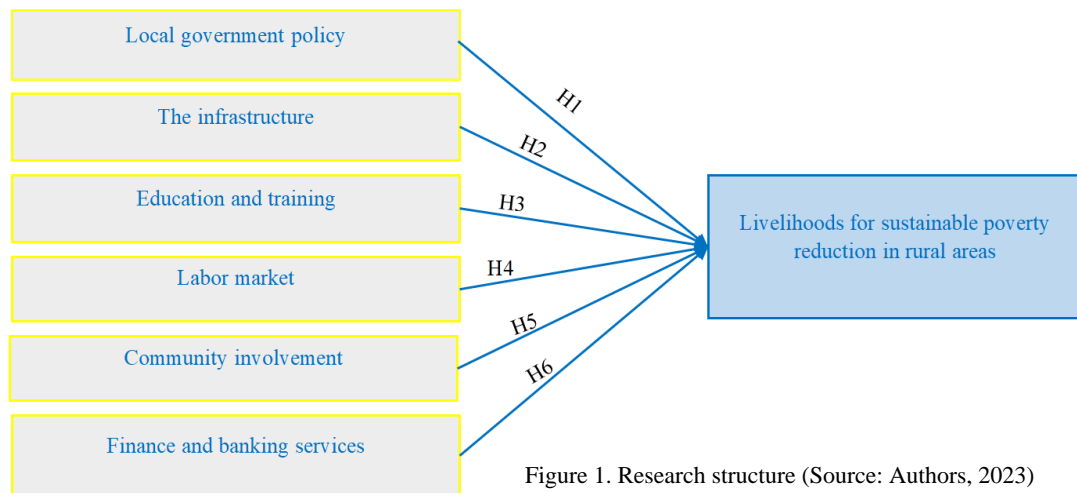 Local government policy
H1
The infrastructure
H2
Education and training
H3
Livelihoods for sustainable poverty
reduction in rural areas
Labor market
H4
Community involvement
H5
H6
Finance and banking services
Figure 1. Research structure (Source: Authors, 2023)